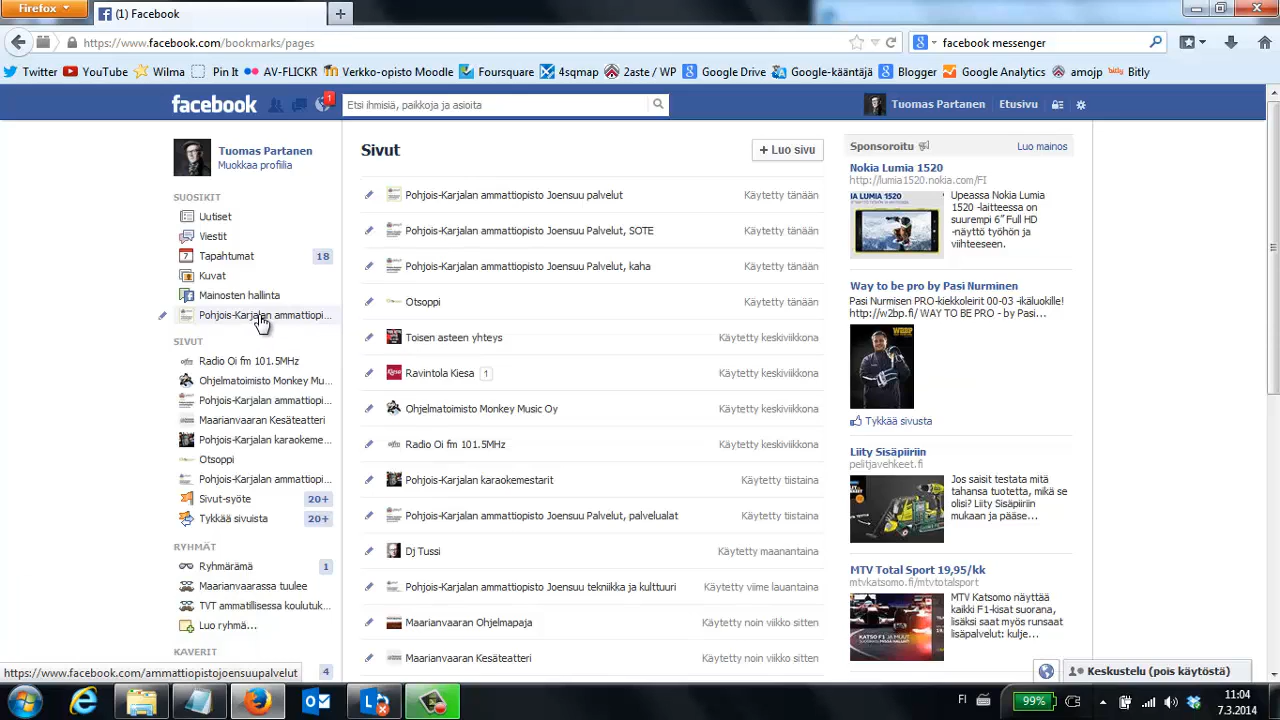 Firefox
(1) Facebook
https://www.facebook.com/bookmarks/pages
facebook messenger
Twitter YouTube Wilma Pin It AV-FLICKR Verkko-opisto Moodle Foursquare 4sqmap 2aste / WP Google Drive Google-kääntäjä Blogger Google Analytics amojp Bitly
facebook
1
Etsi ihmisiä, paikkoja ja asioita
Tuomas Partanen Etusivu
Tuomas Partanen
Muokkaa profiilia
SUOSIKIT
Uutiset
Viestit
Tapahtumat 18
Kuvat
Mainosten hallinta
Pohjois-Karjalan ammattiopi...
SIVUT
Radio Oi fm 101.5MHz
Ohjelmatoimisto Monkey Mu...
Pohjois-Karjalan ammattiopi...
Maarianvaaran Kesäteatteri
Pohjois-Karjalan karaokeme...
Otsoppi
Pohjois-Karjalan ammattiopi...
Sivut-syöte 20+
Tykkää sivuista 20+
RYHMÄT
Ryhmärämä 1
Maarianvaarassa tuulee
TVT ammatillisessa koulutuk...
Luo ryhmä...
KAVERIT
4
https://www.facebook.com/ammattiopistojoensuupalvelut
Sivut
+ Luo sivu
Pohjois-Karjalan ammattiopisto Joensuu palvelut Käytetty tänään
Pohjois-Karjalan ammattiopisto Joensuu Palvelut, SOTE Käytetty tänään
Pohjois-Karjalan ammattiopisto Joensuu Palvelut, kaha Käytetty tänään
Otsoppi Käytetty tänään
Toisen asteen yhteys Käytetty keskiviikkona
Ravintola Kiesa 1 Käytetty keskiviikkona
Ohjelmatoimisto Monkey Music Oy Käytetty keskiviikkona
Radio Oi fm 101.5MHz Käytetty keskiviikkona
Pohjois-Karjalan karaokemestarit Käytetty tiistaina
Pohjois-Karjalan ammattiopisto Joensuu Palvelut, palvelualat Käytetty tiistaina
Dj Tussi Käytetty maanantaina
Pohjois-Karjalan ammattiopisto Joensuu tekniikka ja kulttuuri Käytetty viime lauantaina
Maarianvaaran Ohjelmapaja Käytetty noin viikko sitten
Maarianvaaran Kesäteatteri Käytetty noin viikko sitten
Sponsoroitu Luo mainos
Nokia Lumia 1520
http://lumia1520.nokia.com/FI
Upeassa Nokia Lumia
1520 -laitteessa on
suurempi 6” Full HD
-näyttö työhön ja
viihteeseen.
Way to be pro by Pasi Nurminen
Pasi Nurmisen PRO-kiekkoleirit 00-03 -ikäluokille!
http://w2bp.fi/ WAY TO BE PRO - by Pasi...
Tykkää sivusta
Liity Sisäpiiriin
pelitjavehkeet.fi
Jos saisit testata mitä
tahansa tuotetta, mikä se
olisi? Liity Sisäpiiriin
mukaan ja pääse...
MTV Total Sport 19,95/kk
mtvkatsomo.fi/mtvtotalsport
MTV Katsomo näyttää
kaikki F1-kisat suorana,
lisäksi saat myös runsaat
lisäpalvelut: kulje...
Keskustelu (pois käytöstä)
FI 99% 11:04
7.3.2014